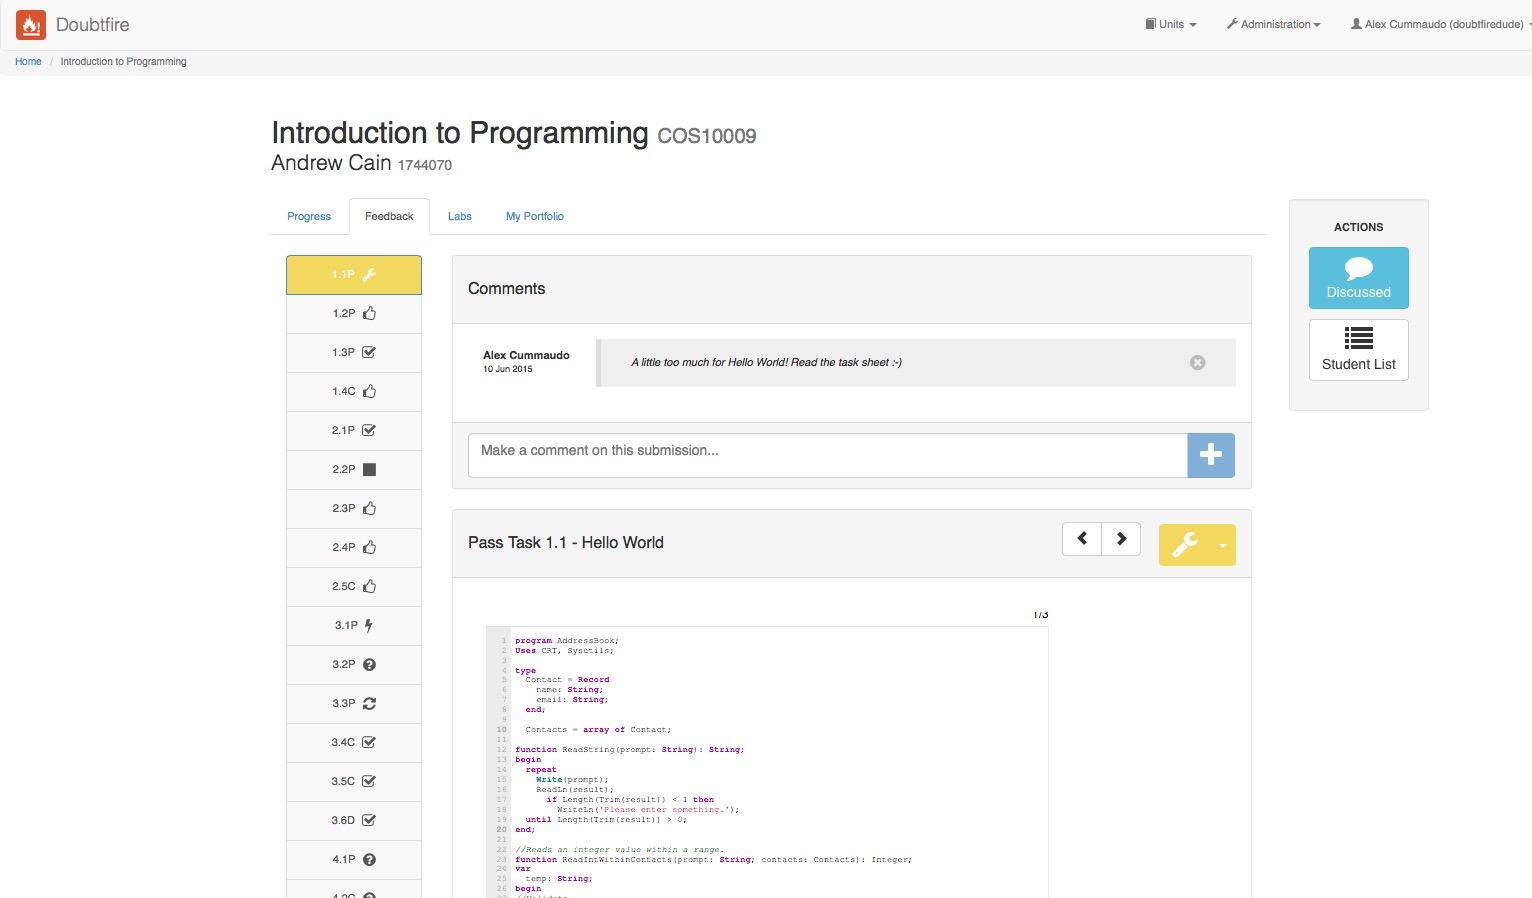 Doubtfire
Units
Administration
Alex Cummaudo (doubtfiredude)
Home / Introduction to Programming
Introduction to Programming COS10009
Andrew Cain 1744070
Progress
Feedback
Labs
My Portfolio
ACTIONS
Discussed
Student List
1.1P
1.2P
1.3P
1.4C
2.1P
2.2P
2.3P
2.4P
2.5C
3.1P
3.2P
3.3P
3.4C
3.5C
3.6D
4.1P
Comments
Alex Cummaudo
10 Jun 2015
A little too much for Hello World! Read the task sheet :-)
Make a comment on this submission...
Pass Task 1.1 - Hello World
1/3
1 program AddressBook;
2 Uses CRT, Sysutils;
3
4 type
5 Contact = Record
6 name: String;
7 email: String;
8 end;
9
10 Contacts = array of Contact;
11
12 function ReadString(prompt: String): String;
13 begin
14 repeat
15 Write(prompt);
16 ReadLn(result);
17 if Length(Trim(result)) < 1 then
18 WriteLn('Please enter something.');
19 until Length(Trim(result)) > 0;
20 end;
21
22 //Reads an integer value within a range.
23 function ReadIntWithinContacts(prompt: String; contacts: Contacts): Integer;
24 var
25 temp: String;
26 begin